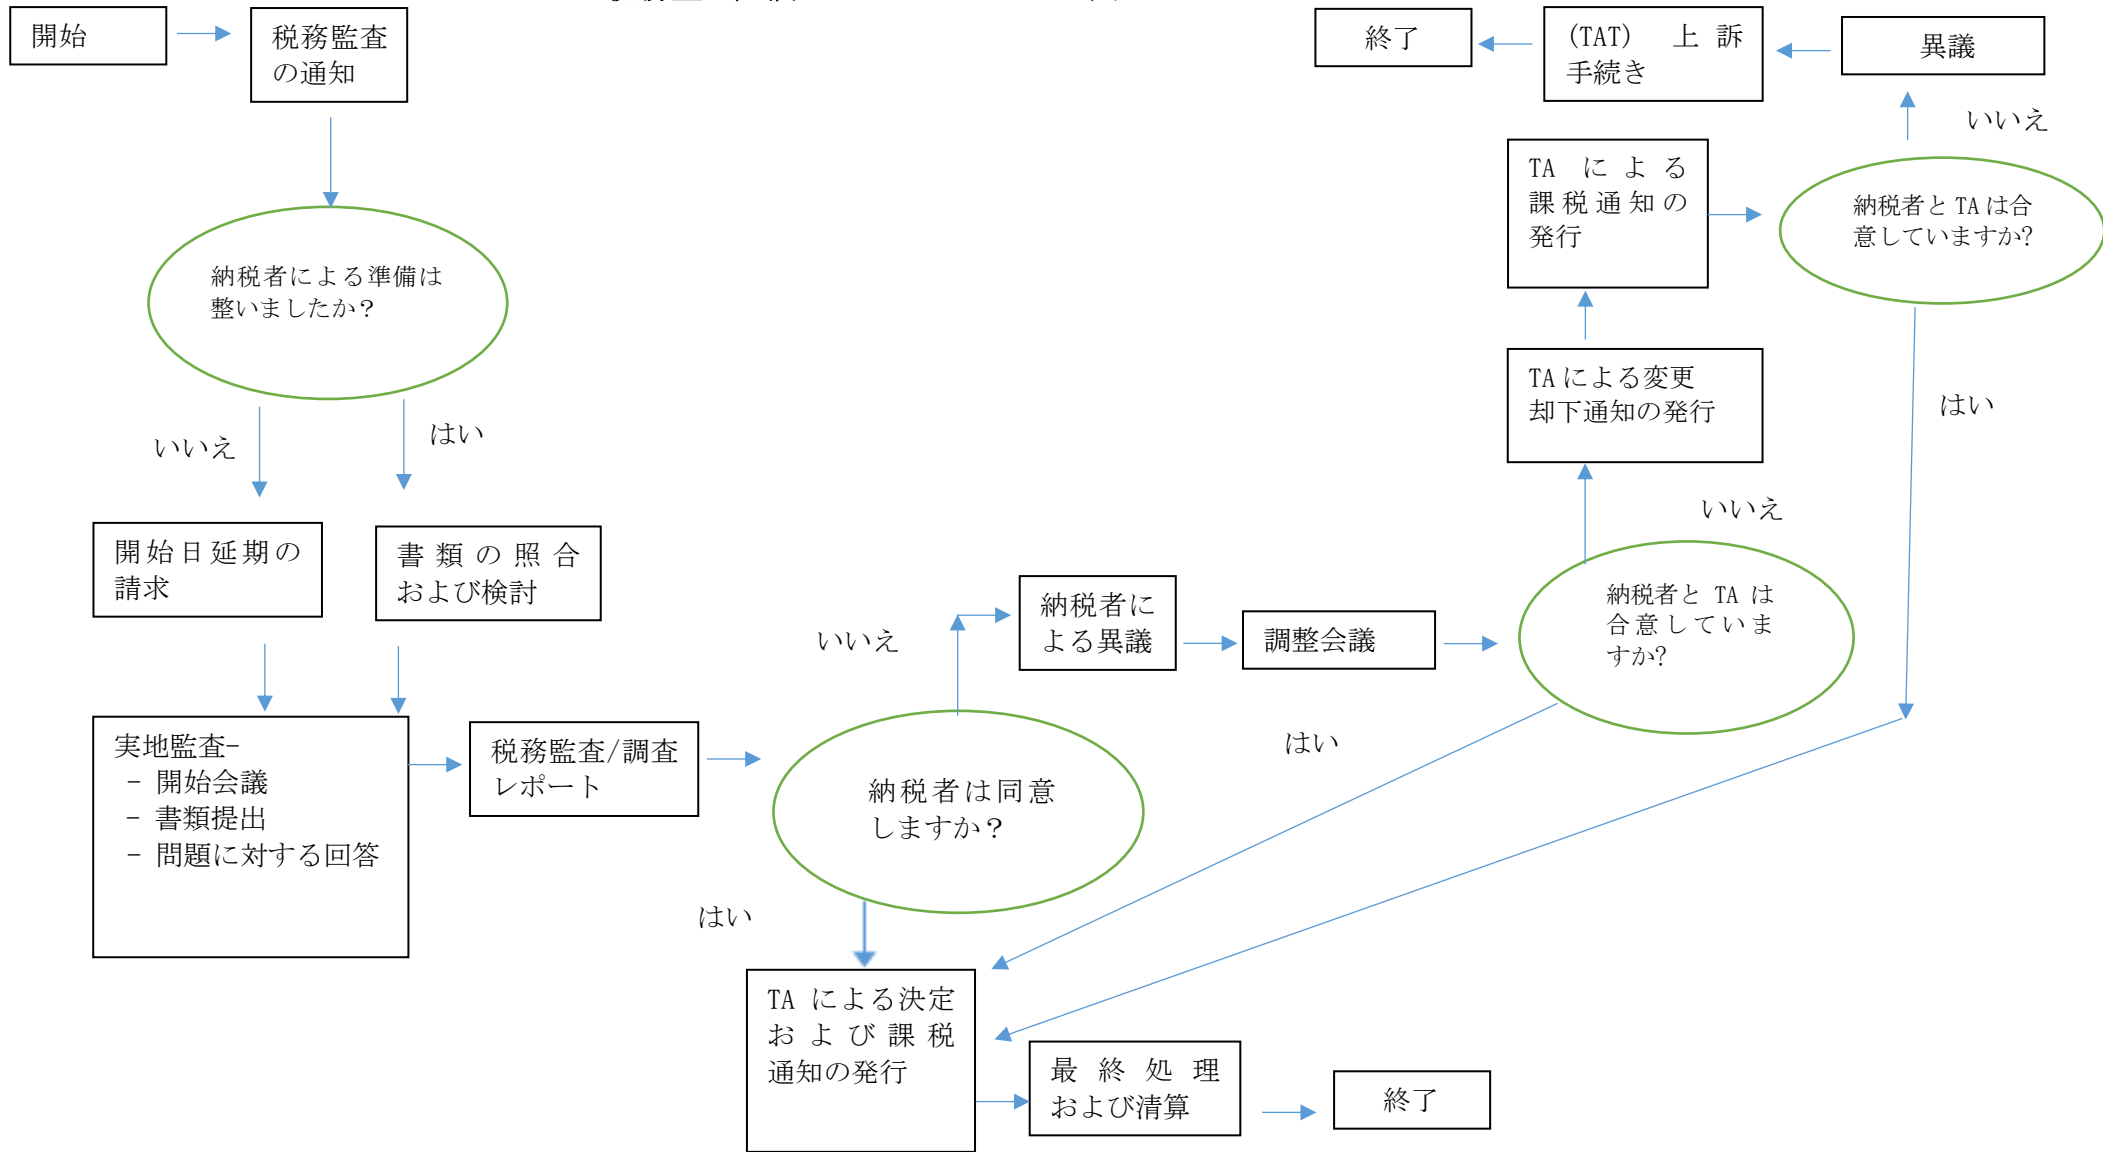 開始
税務監査
の通知
納税者による準備は
整いましたか？
いいえ
はい
開始日延期の
請求
書類の照合
および検討
実地監査-
- 開始会議
- 書類提出
- 問題に対する回答
税務監査/調査
レポート
納税者は同意
しますか？
いいえ
はい
納税者に
よる異議
調整会議
納税者と TA は
合意していま
すか?
いいえ
はい
TA による変更
却下通知の発行
TA による
課税通知の
発行
納税者と TA は合
意していますか?
いいえ
はい
異議
(TAT) 上訴
手続き
終了
TA による決定
および課税
通知の発行
最終処理
および清算
終了